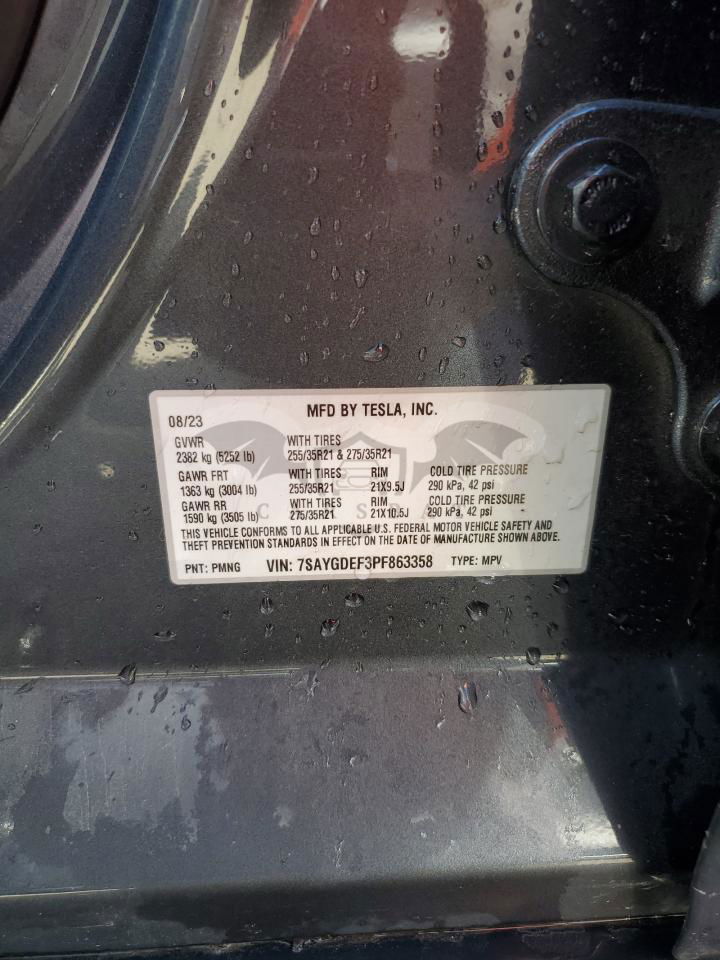 08/23 MFD BY TESLA, INC.
GVWR WITH TIRES
2382 kg (5252 lb) 255/35R21 & 275/35R21
GAWR FRT WITH TIRES RIM COLD TIRE PRESSURE
1363 kg (3004 lb) 255/35R21 21X9.5J 290 kPa, 42 psi
GAWR RR WITH TIRES RIM COLD TIRE PRESSURE
1590 kg (3505 lb) 275/35R21 21X10.5J 290 kPa, 42 psi
THIS VEHICLE CONFORMS TO ALL APPLICABLE U.S. FEDERAL MOTOR VEHICLE SAFETY AND
THEFT PREVENTION STANDARDS IN EFFECT ON THE DATE OF MANUFACTURE SHOWN ABOVE.
PNT: PMNG VIN: 7SAYGDEF3PF863358 TYPE: MPV